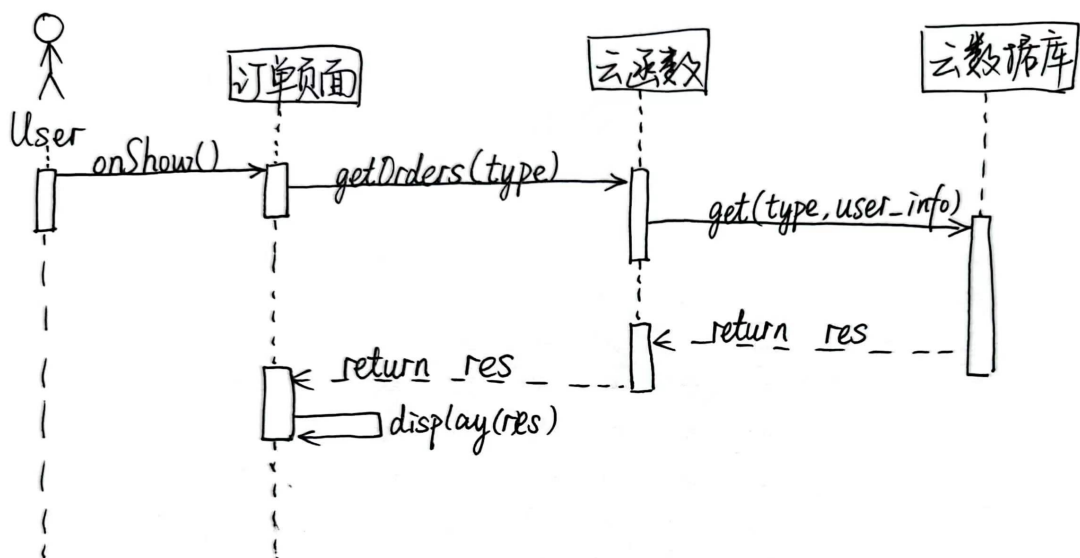 User
订单页面
云函数
云数据库
onShow()
getOrders(type)
get(type,user_info)
return res
return res
display(res)